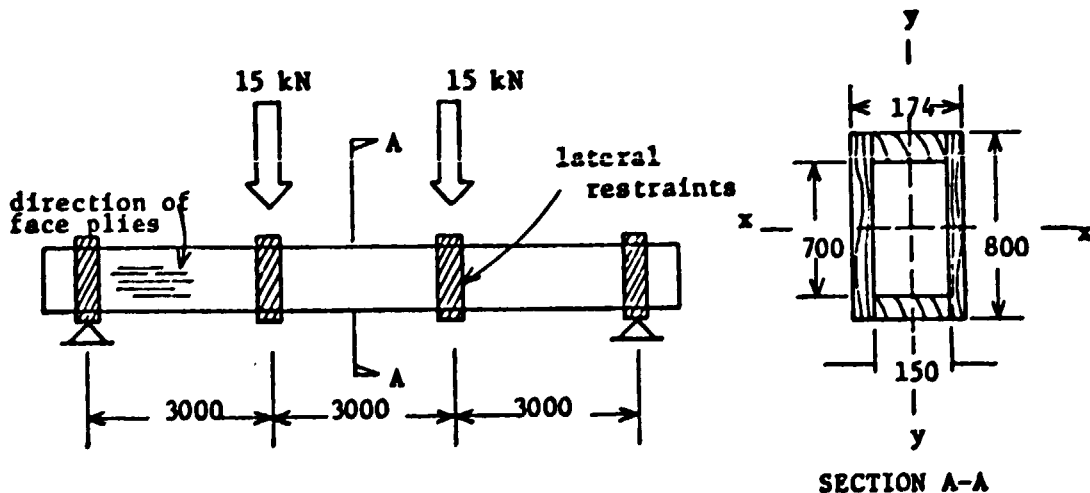 y
15 kN
15 kN
174
A
lateral
restraints
direction of
face plies
x
700
800
x
A
150
3000
3000
3000
y
SECTION A-A